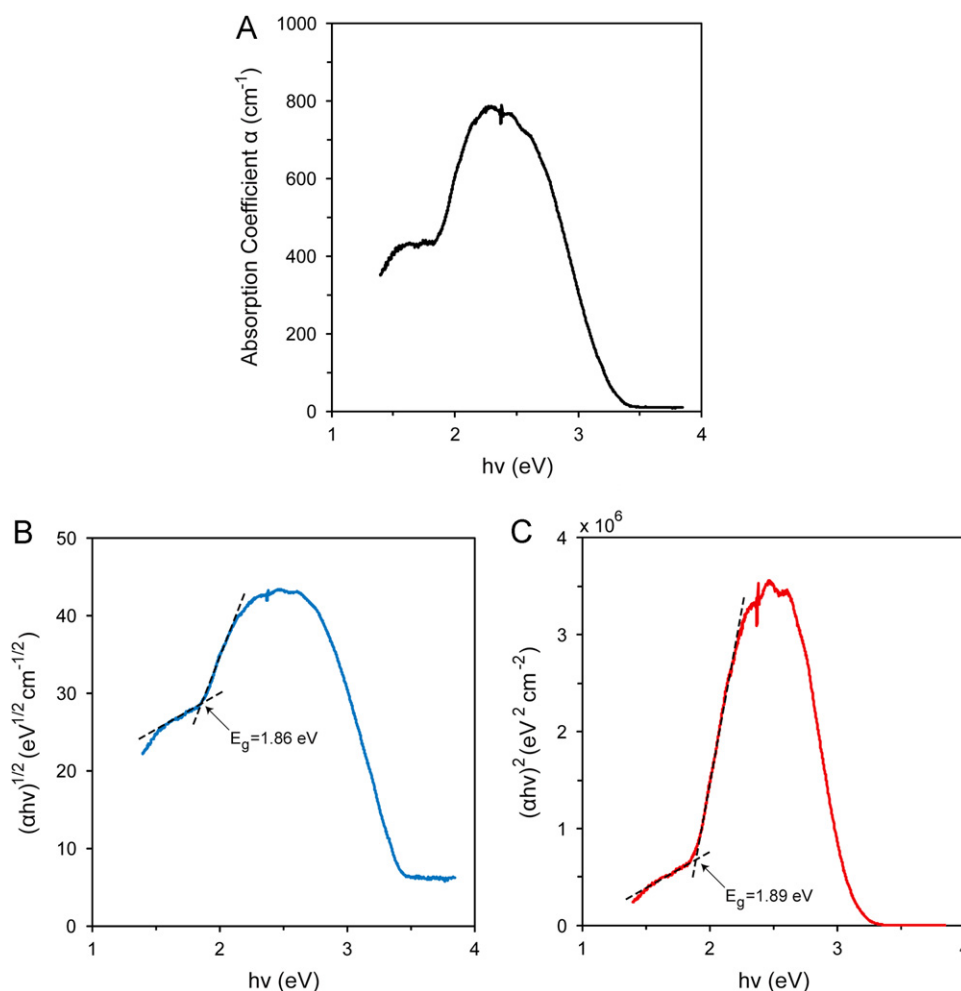 A
Absorption Coefficient α (cm⁻¹)
1000
800
600
400
200
0
1 2 3 4
hν (eV)
B
(αhν)¹/² (eV¹/² cm⁻¹/²)
50
40
30
20
10
0
E_g=1.86 eV
1 2 3 4
hν (eV)
C
x 10⁶
(αhν)² (eV² cm⁻²)
4
3
2
1
0
E_g=1.89 eV
1 2 3 4
hν (eV)